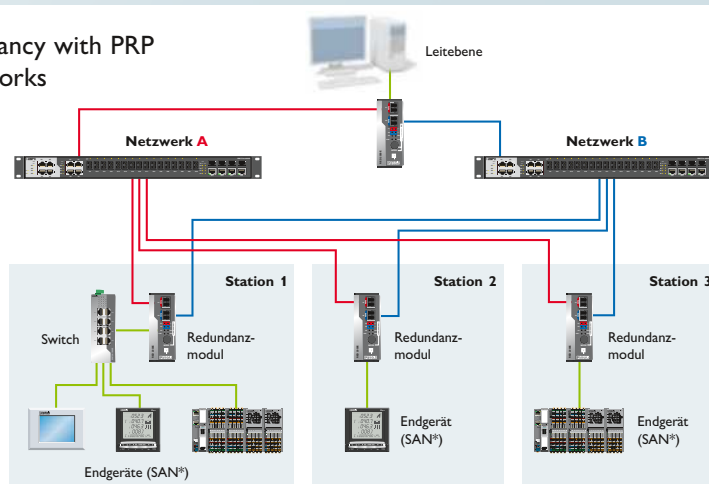 ancy with PRP
orks
Leitebene
Netzwerk A
Netzwerk B
Station 1
Station 2
Station 3
Switch
Redundanz-
modul
Redundanz-
modul
Redundanz-
modul
Endgerät
(SAN*)
Endgerät
(SAN*)
Endgeräte (SAN*)